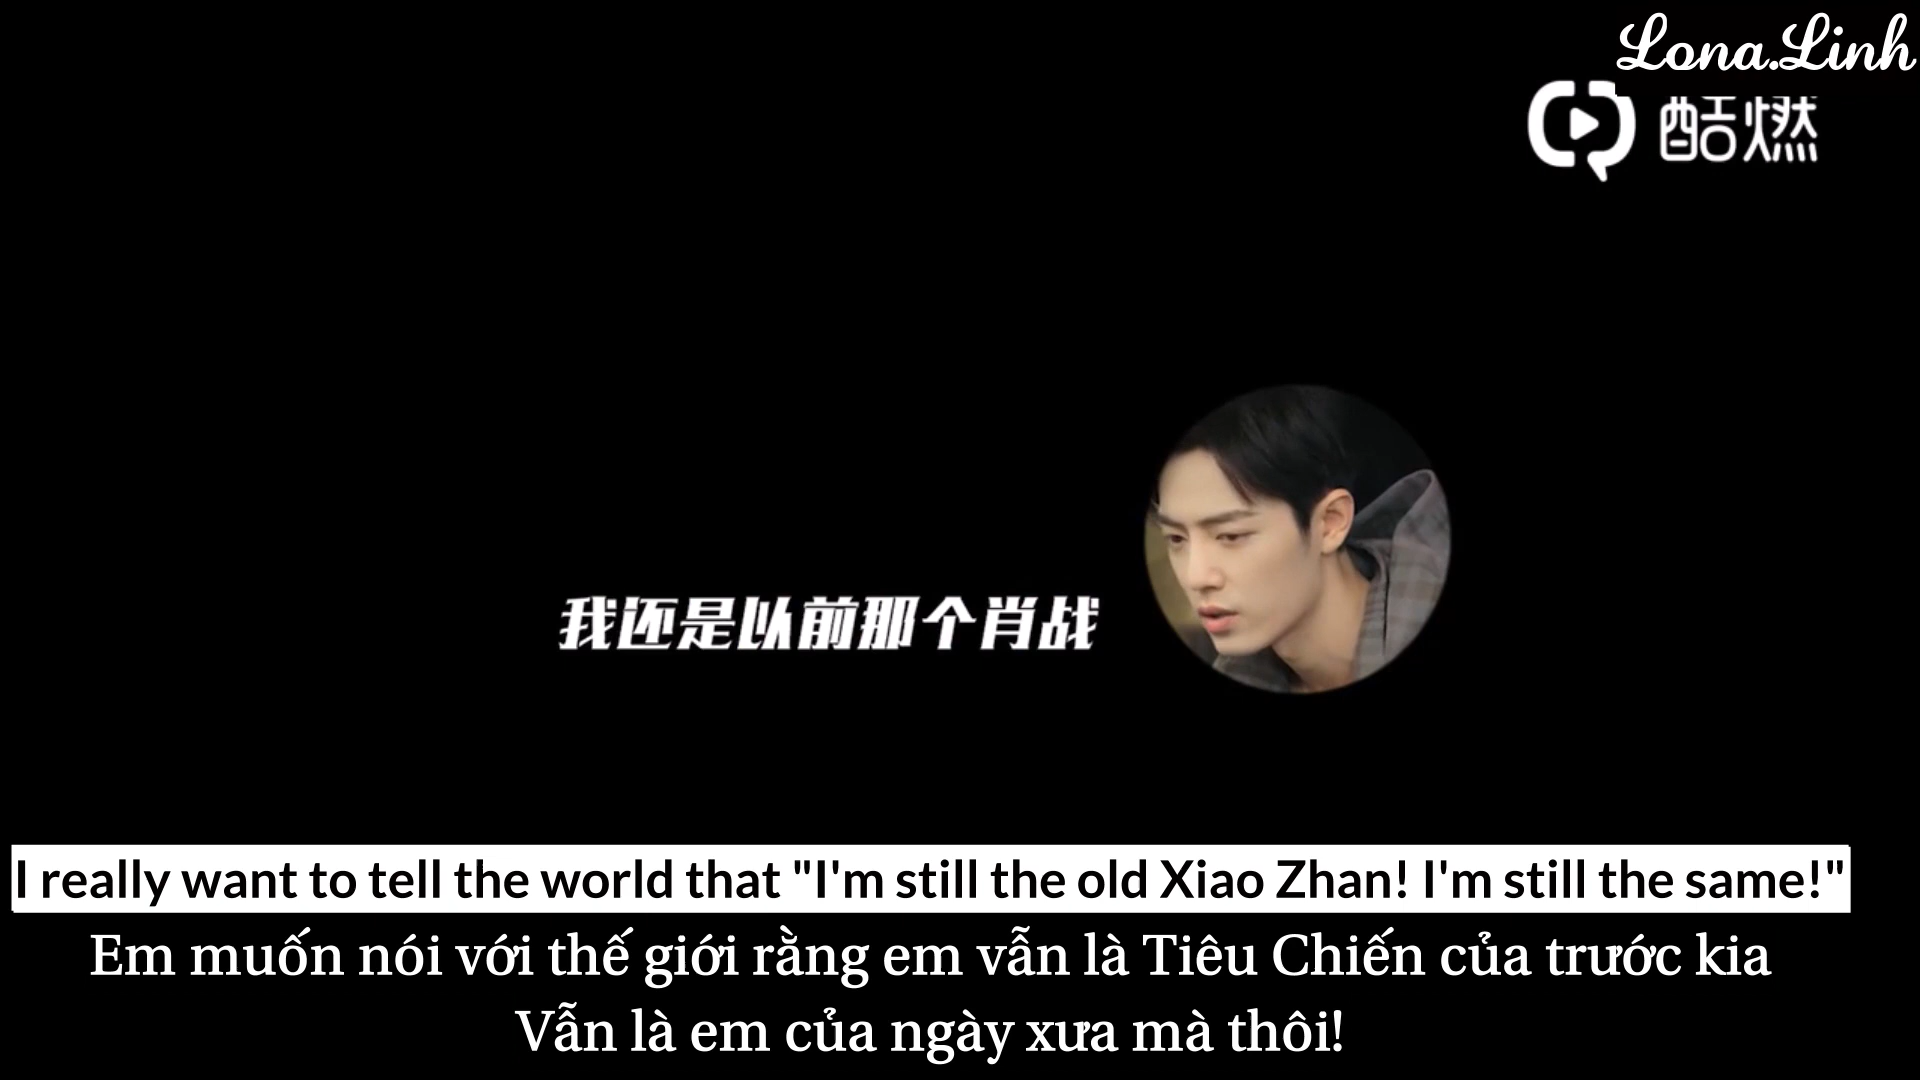 Lona.Linh
酷燃
我还是以前那个肖战
I really want to tell the world that "I'm still the old Xiao Zhan! I'm still the same!"
Em muốn nói với thế giới rằng em vẫn là Tiêu Chiến của trước kia
Vẫn là em của ngày xưa mà thôi!